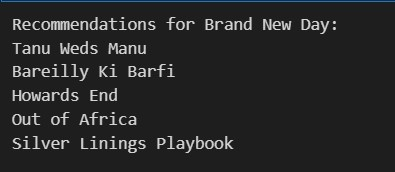 Recommendations for Brand New Day:
Tanu Weds Manu
Bareilly Ki Barfi
Howards End
Out of Africa
Silver Linings Playbook